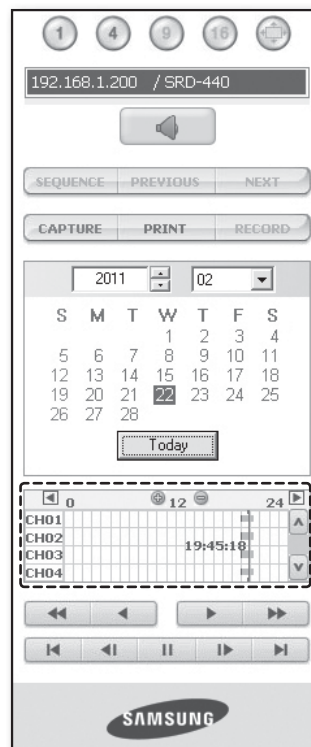 1 4 9 16
192.168.1.200 / SRD-440
SEQUENCE PREVIOUS NEXT
CAPTURE PRINT RECORD
2011 02
S M T W T F S
1 2 3 4
5 6 7 8 9 10 11
12 13 14 15 16 17 18
19 20 21 22 23 24 25
26 27 28
Today
0 12 24
CH01
CH02
19:45:18
CH03
CH04
SAMSUNG